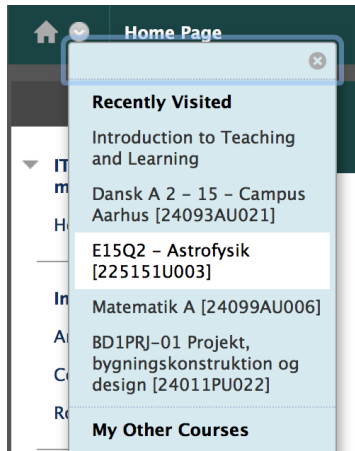 Home Page
Recently Visited
Introduction to Teaching
and Learning
Dansk A 2 - 15 - Campus
Aarhus [24093AU021]
E15Q2 - Astrofysik
[225151U003]
Matematik A [24099AU006]
BD1PRJ-01 Projekt,
bygningskonstruktion og
design [24011PU022]
My Other Courses